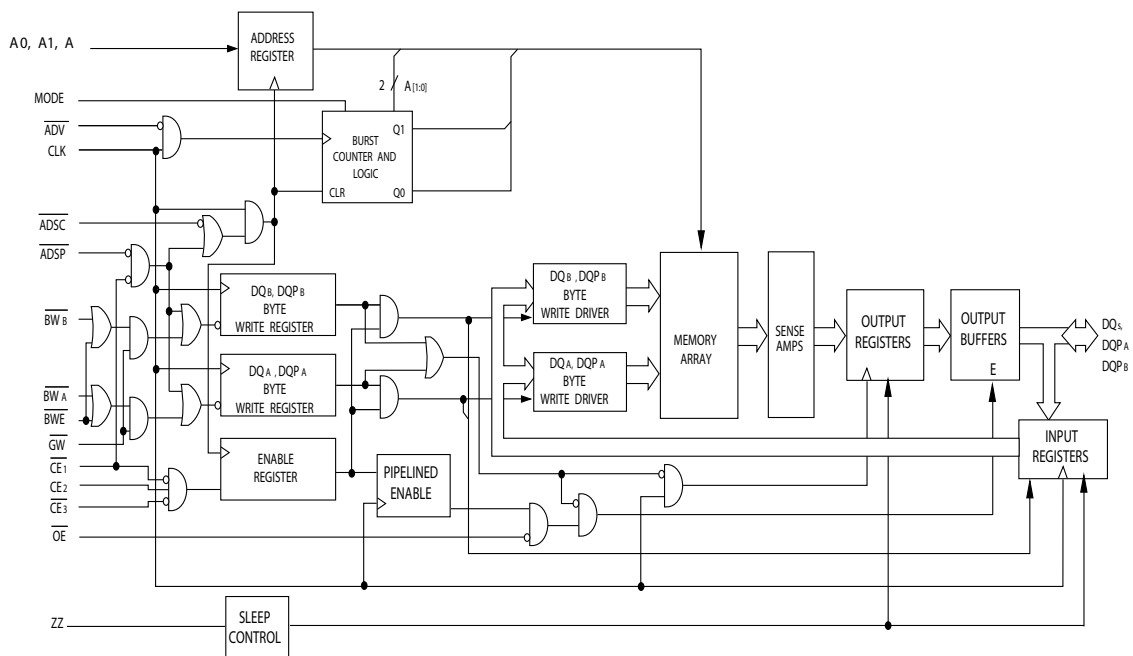 A0, A1, A
ADDRESS
REGISTER
MODE
2
A[1:0]
ADV
CLK
BURST
COUNTER AND
LOGIC
Q1
CLR
Q0
ADSC
ADSP
DQB, DQPB
BYTE
WRITE REGISTER
DQB, DQPB
BYTE
WRITE DRIVER
MEMORY
ARRAY
SENSE
AMPS
OUTPUT
REGISTERS
OUTPUT
BUFFERS
E
DQs,
DQPA
DQPB
BWB
DQA, DQPA
BYTE
WRITE REGISTER
DQA, DQPA
BYTE
WRITE DRIVER
BWA
BWE
GW
CE1
CE2
CE3
ENABLE
REGISTER
PIPELINED
ENABLE
INPUT
REGISTERS
OE
ZZ
SLEEP
CONTROL